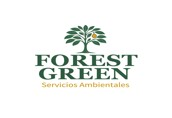 FOREST
GREEN
Servicios Ambientales